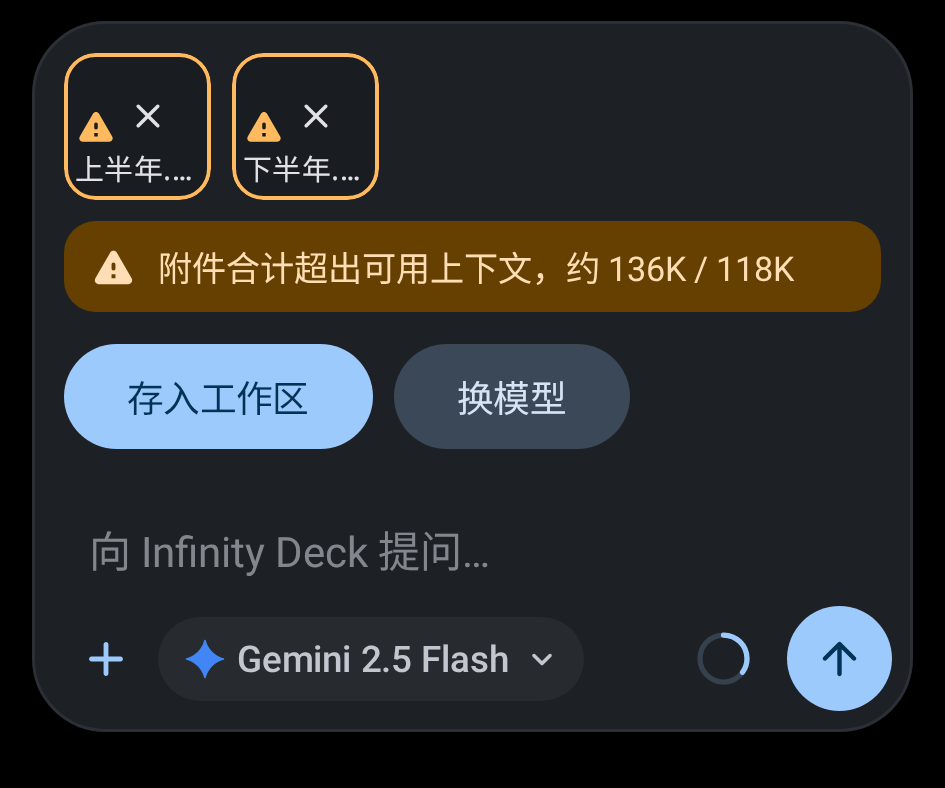 上半年.…
下半年.…
附件合计超出可用上下文，约 136K / 118K
存入工作区
换模型
向 Infinity Deck 提问…
Gemini 2.5 Flash